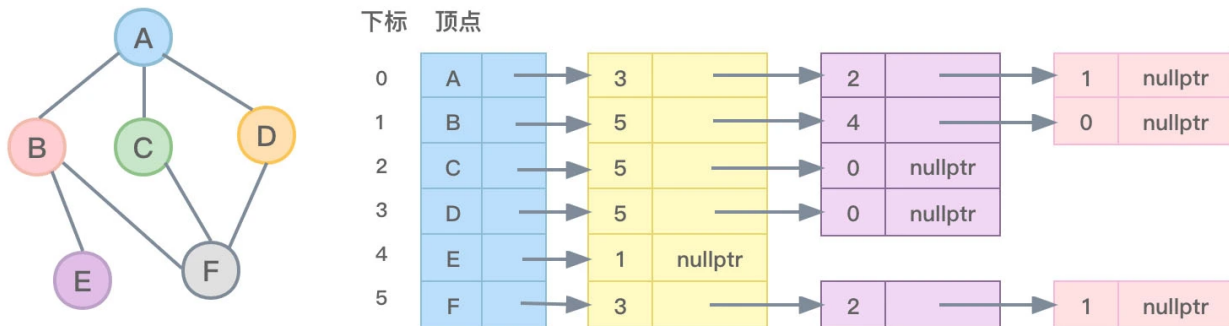 下标 顶点
A
B
C
D
E
F
0 A 3 2 1 nullptr
1 B 5 4 0 nullptr
2 C 5 0 nullptr
3 D 5 0 nullptr
4 E 1 nullptr
5 F 3 2 1 nullptr